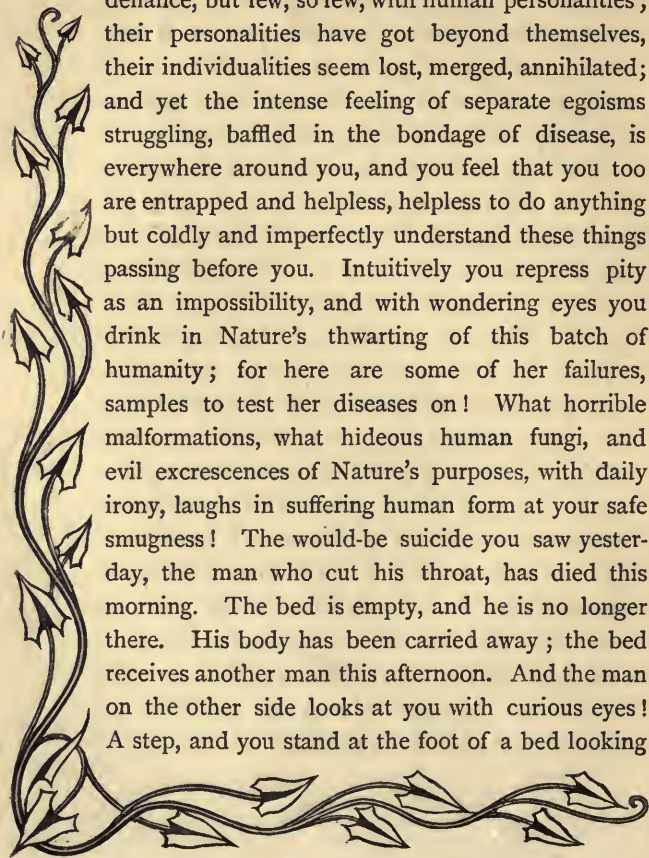 defiance, but few, so few, with human personalities;
their personalities have got beyond themselves,
their individualities seem lost, merged, annihilated;
and yet the intense feeling of separate egoisms
struggling, baffled in the bondage of disease, is
everywhere around you, and you feel that you too
are entrapped and helpless, helpless to do anything
but coldly and imperfectly understand these things
passing before you. Intuitively you repress pity
as an impossibility, and with wondering eyes you
drink in Nature's thwarting of this batch of
humanity; for here are some of her failures,
samples to test her diseases on! What horrible
malformations, what hideous human fungi, and
evil excrescences of Nature's purposes, with daily
irony, laughs in suffering human form at your safe
smugness! The would-be suicide you saw yester-
day, the man who cut his throat, has died this
morning. The bed is empty, and he is no longer
there. His body has been carried away; the bed
receives another man this afternoon. And the man
on the other side looks at you with curious eyes!
A step, and you stand at the foot of a bed looking